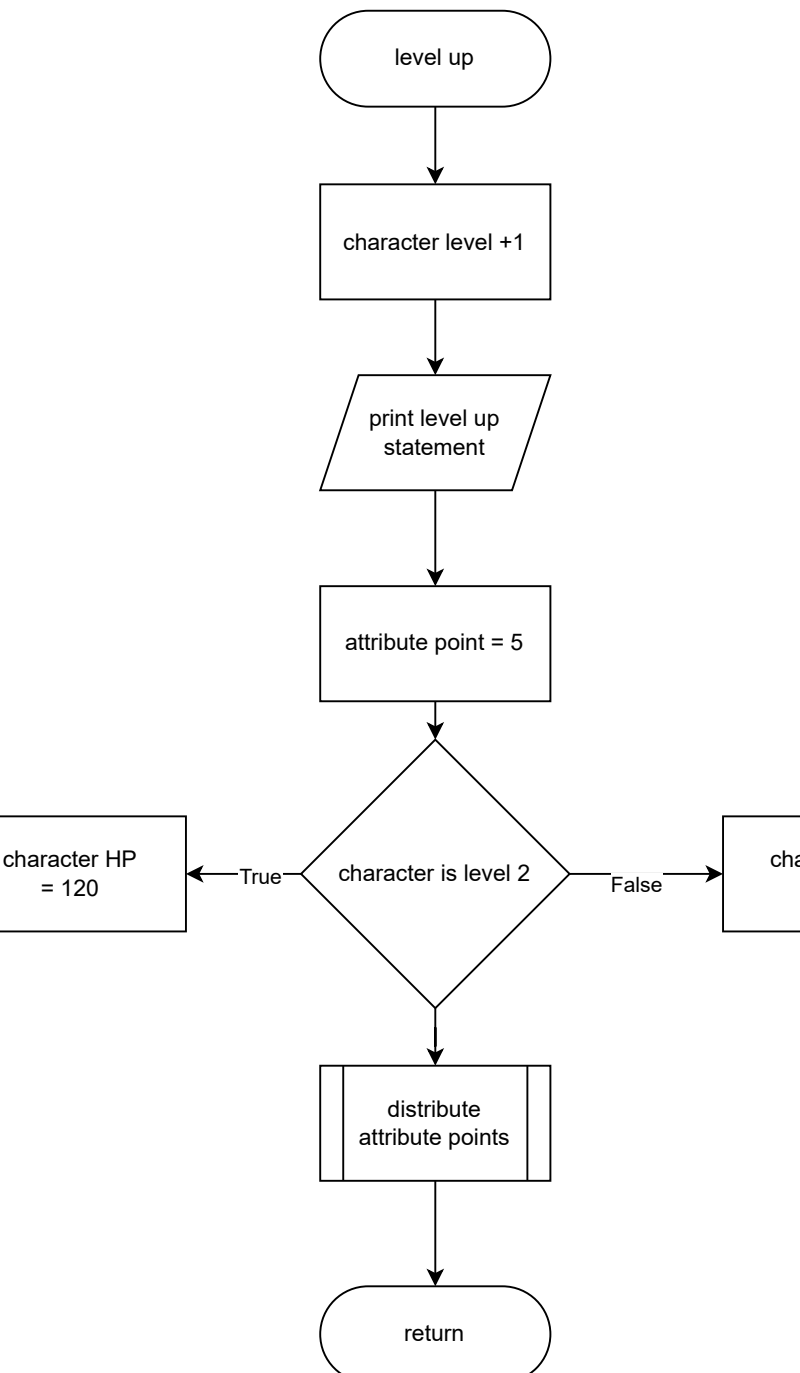 level up
character level +1
print level up
statement
attribute point = 5
character HP
= 120
True
character is level 2
False
distribute
attribute points
return